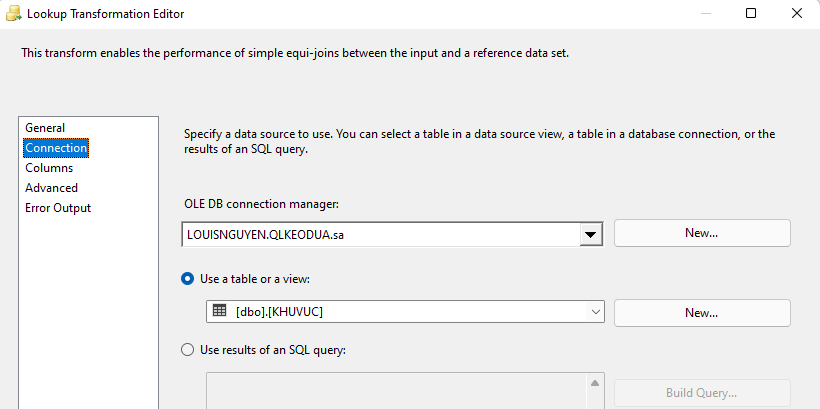 Lookup Transformation Editor
This transform enables the performance of simple equi-joins between the input and a reference data set.
General
Connection
Columns
Advanced
Error Output
Specify a data source to use. You can select a table in a data source view, a table in a database connection, or the
results of an SQL query.
OLE DB connection manager:
LOUISNGUYEN.QLKEODUA.sa
New...
Use a table or a view:
[dbo].[KHUVUC]
New...
Use results of an SQL query:
Build Query...